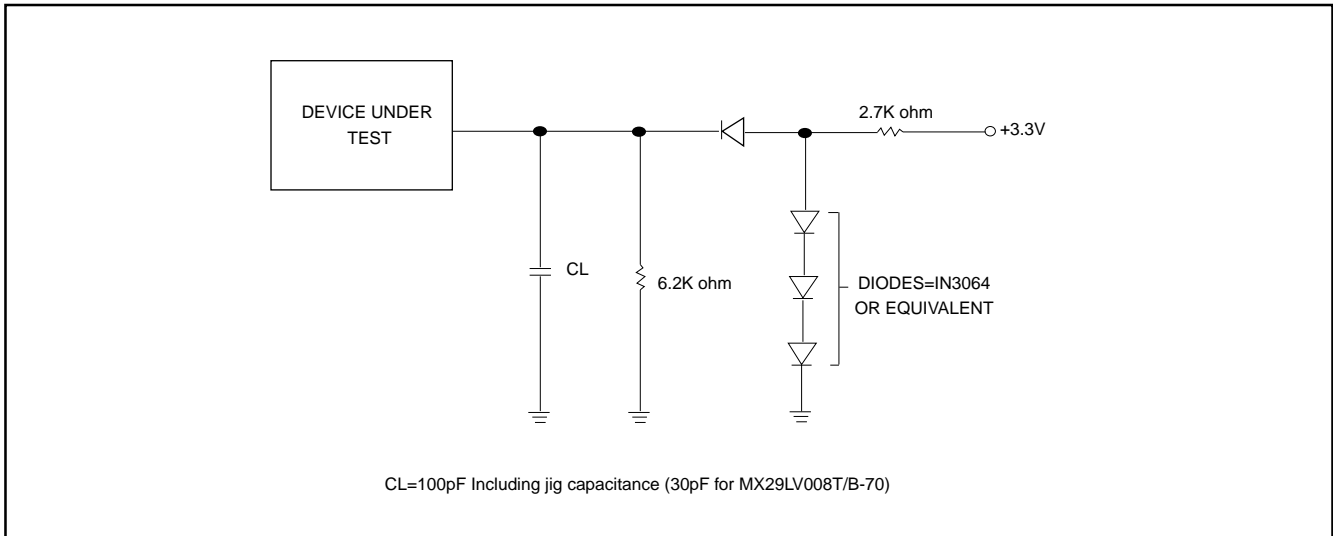 DEVICE UNDER
TEST
2.7K ohm
+3.3V
CL
6.2K ohm
DIODES=IN3064
OR EQUIVALENT
CL=100pF Including jig capacitance (30pF for MX29LV008T/B-70)